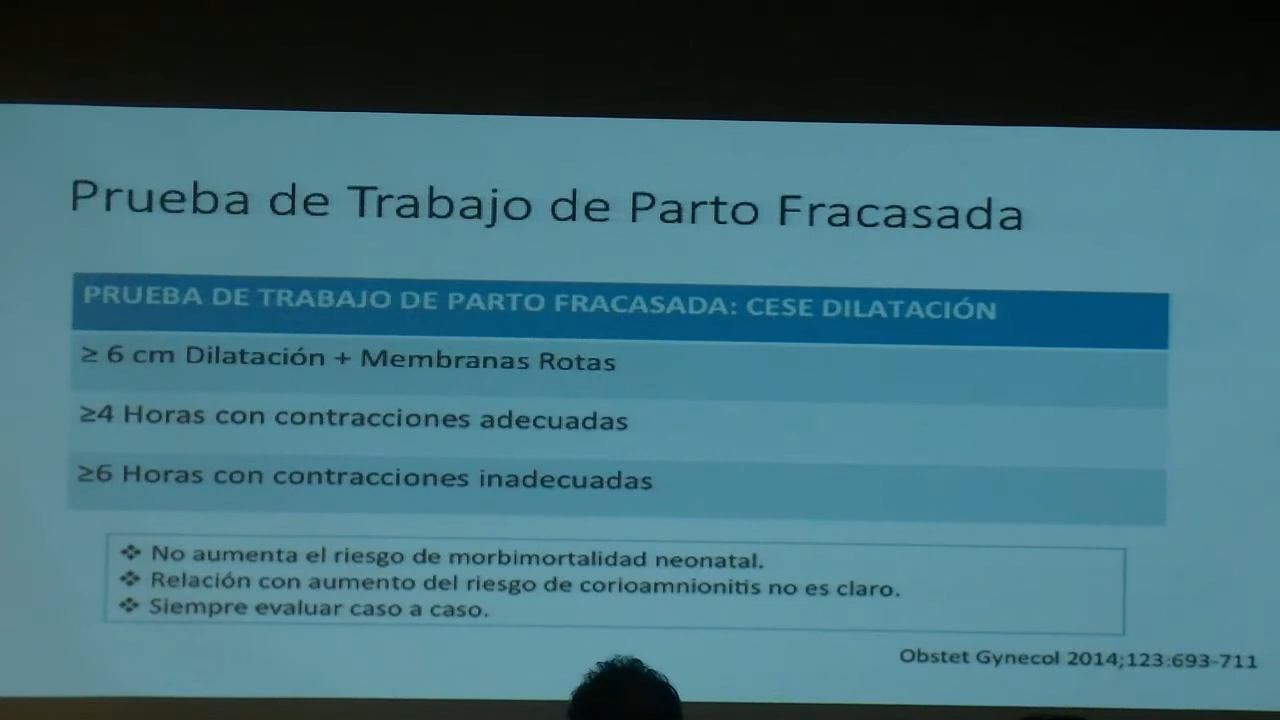 Prueba de Trabajo de Parto Fracasada
PRUEBA DE TRABAJO DE PARTO FRACASADA: CESE DILATACIÓN
≥ 6 cm Dilatación + Membranas Rotas
≥4 Horas con contracciones adecuadas
≥6 Horas con contracciones inadecuadas
❖ No aumenta el riesgo de morbimortalidad neonatal.
❖ Relación con aumento del riesgo de corioamnionitis no es claro.
❖ Siempre evaluar caso a caso.
Obstet Gynecol 2014;123:693-711